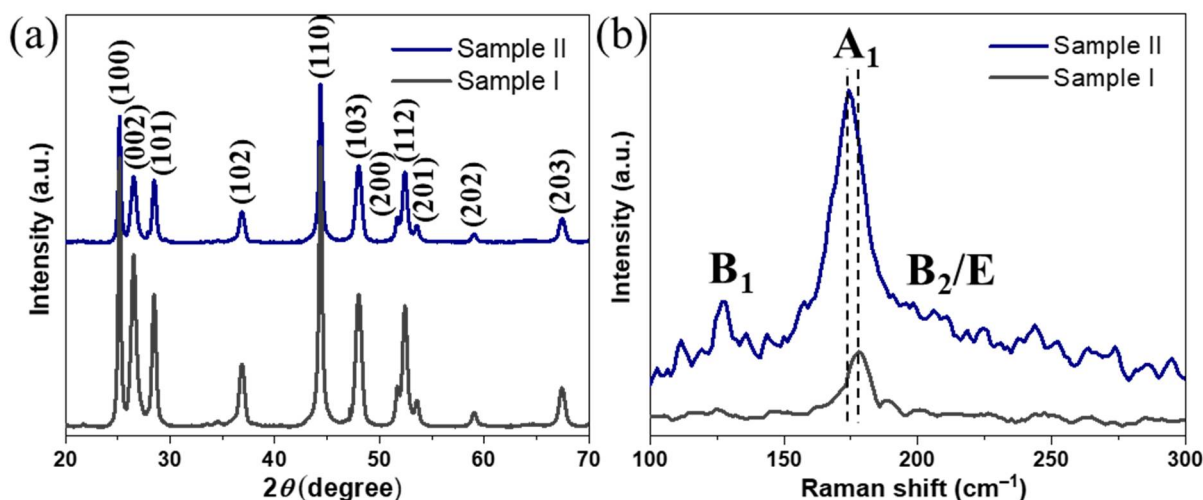 (a)
Sample II
Sample I
(100)
(002)
(101)
(102)
(110)
(103)
(200)
(112)
(201)
(202)
(203)
Intensity (a.u.)
20 30 40 50 60 70
2θ (degree)
(b)
A₁
Sample II
Sample I
B₁
B₂/E
Intensity (a.u.)
100 150 200 250 300
Raman shift (cm⁻¹)